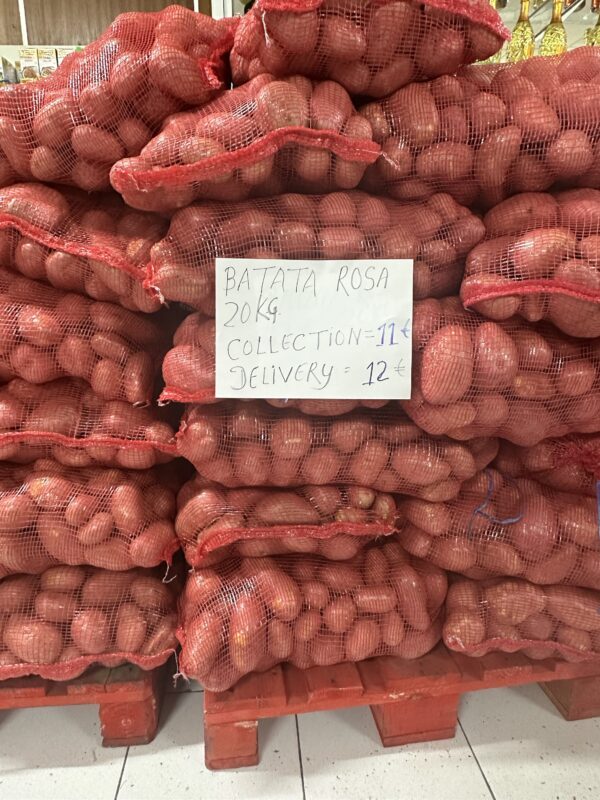 BATATA ROSA
20KG
COLLECTION=11€
DELIVERY = 12€